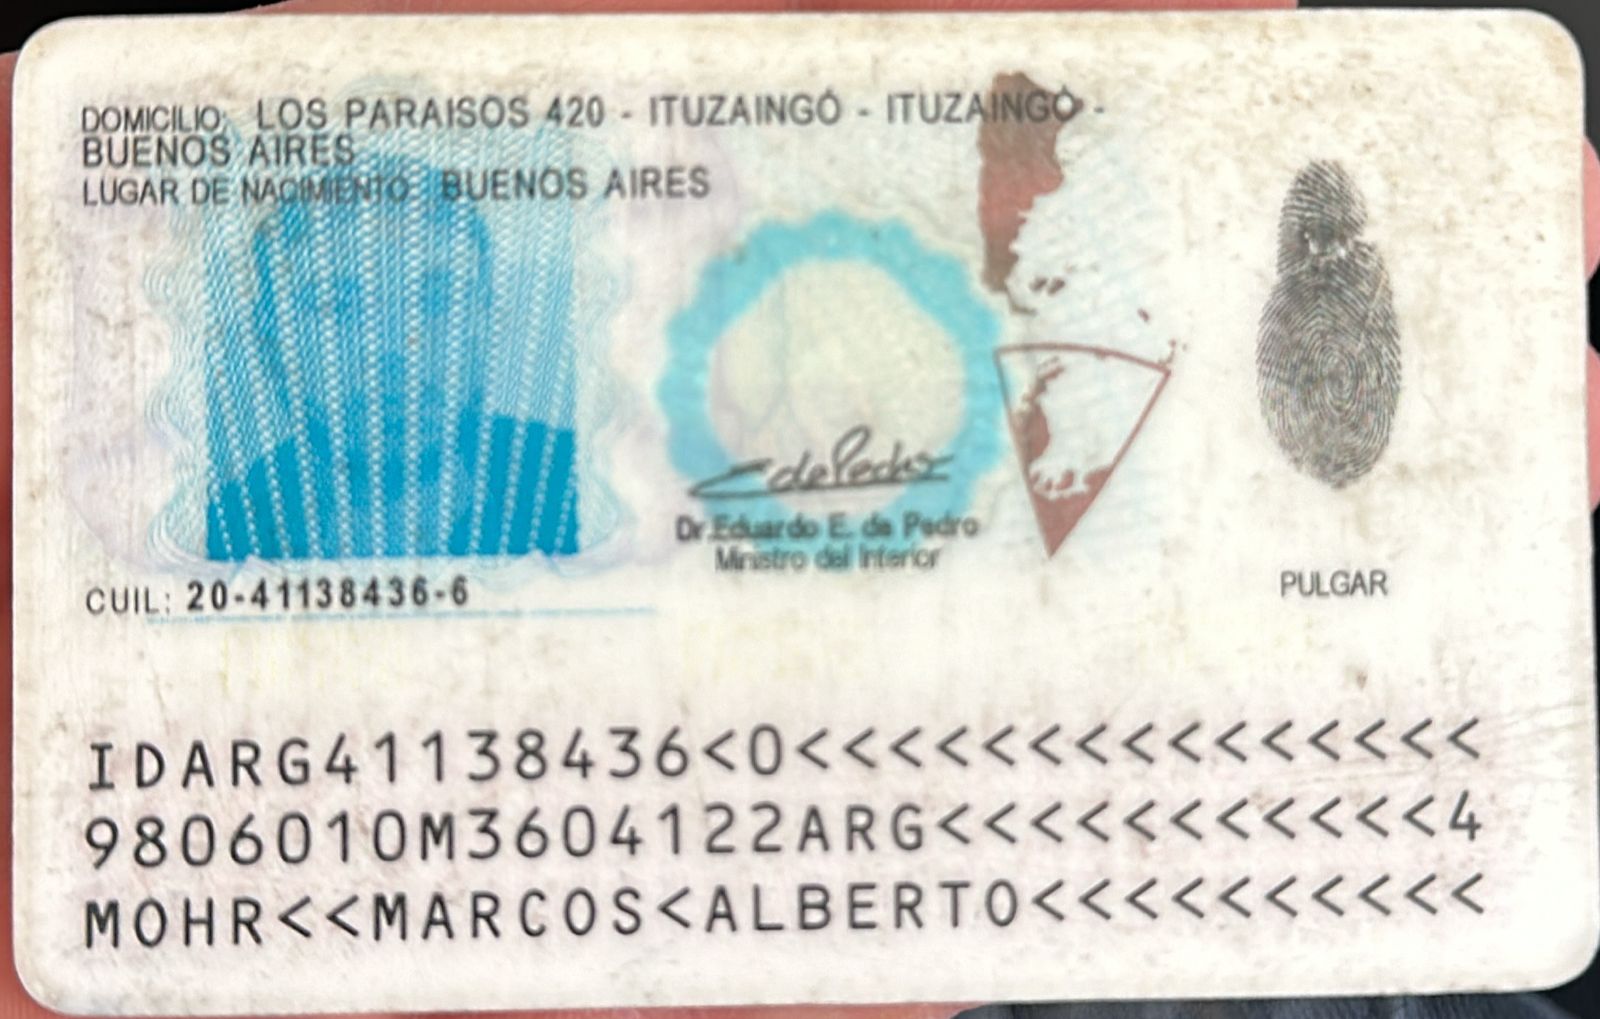 DOMICILIO: LOS PARAISOS 420 - ITUZAINGÓ - ITUZAINGÓ -
BUENOS AIRES
LUGAR DE NACIMIENTO: BUENOS AIRES
EdePedro
Dr. Eduardo E. de Pedro
Ministro del Interior
CUIL: 20-41138436-6
PULGAR
IDARG41138436<0<<<<<<<<<<<<<<<
9806010M3604122ARG<<<<<<<<<<<4
MOHR<<MARCOS<ALBERTO<<<<<<<<<<